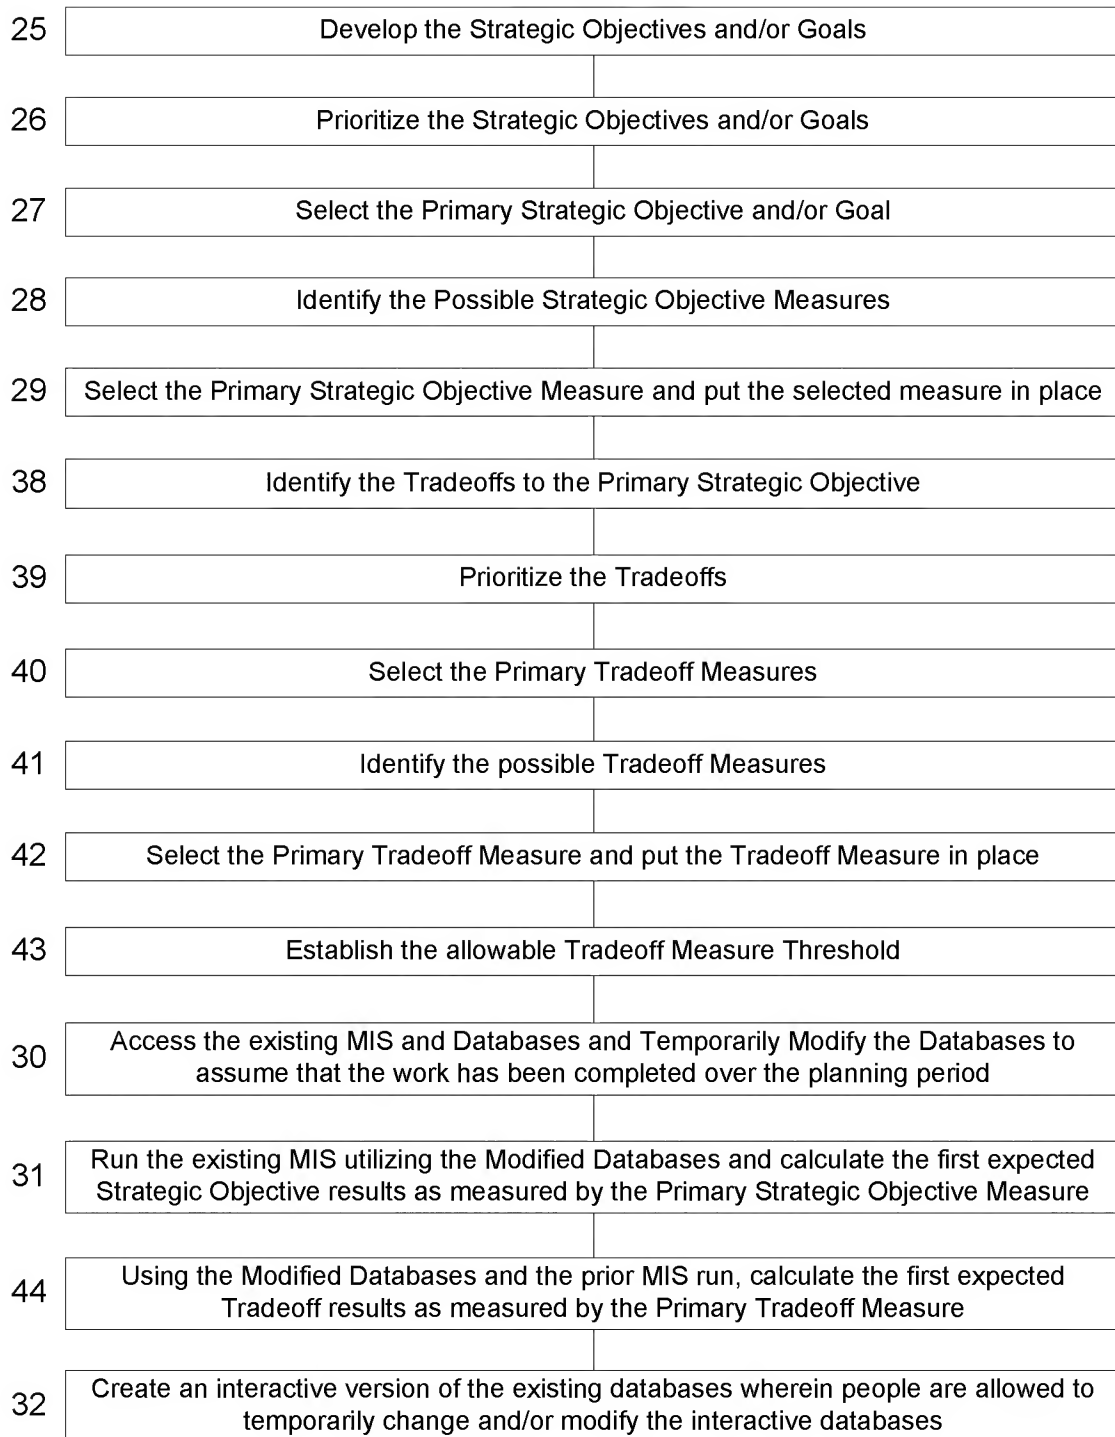 25 Develop the Strategic Objectives and/or Goals
26 Prioritize the Strategic Objectives and/or Goals
27 Select the Primary Strategic Objective and/or Goal
28 Identify the Possible Strategic Objective Measures
29 Select the Primary Strategic Objective Measure and put the selected measure in place
38 Identify the Tradeoffs to the Primary Strategic Objective
39 Prioritize the Tradeoffs
40 Select the Primary Tradeoff Measures
41 Identify the possible Tradeoff Measures
42 Select the Primary Tradeoff Measure and put the Tradeoff Measure in place
43 Establish the allowable Tradeoff Measure Threshold
30 Access the existing MIS and Databases and Temporarily Modify the Databases to
assume that the work has been completed over the planning period
31 Run the existing MIS utilizing the Modified Databases and calculate the first expected
Strategic Objective results as measured by the Primary Strategic Objective Measure
44 Using the Modified Databases and the prior MIS run, calculate the first expected
Tradeoff results as measured by the Primary Tradeoff Measure
32 Create an interactive version of the existing databases wherein people are allowed to
temporarily change and/or modify the interactive databases